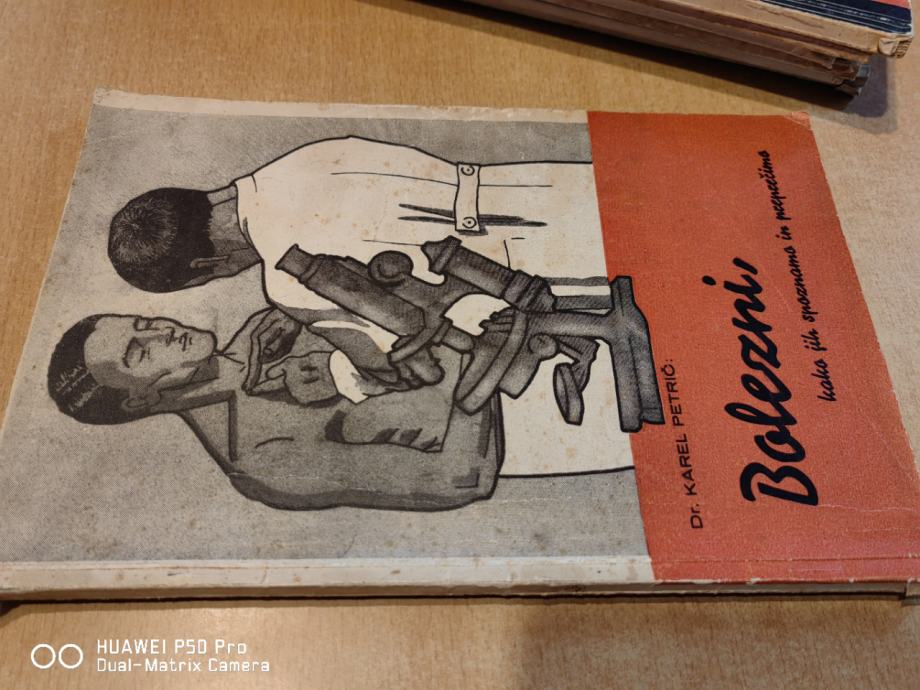 Dr. KAREL PETRIČ:
Bolezni,
kako jih spoznamo in preprečimo
HUAWEI P50 Pro
Dual-Matrix Camera